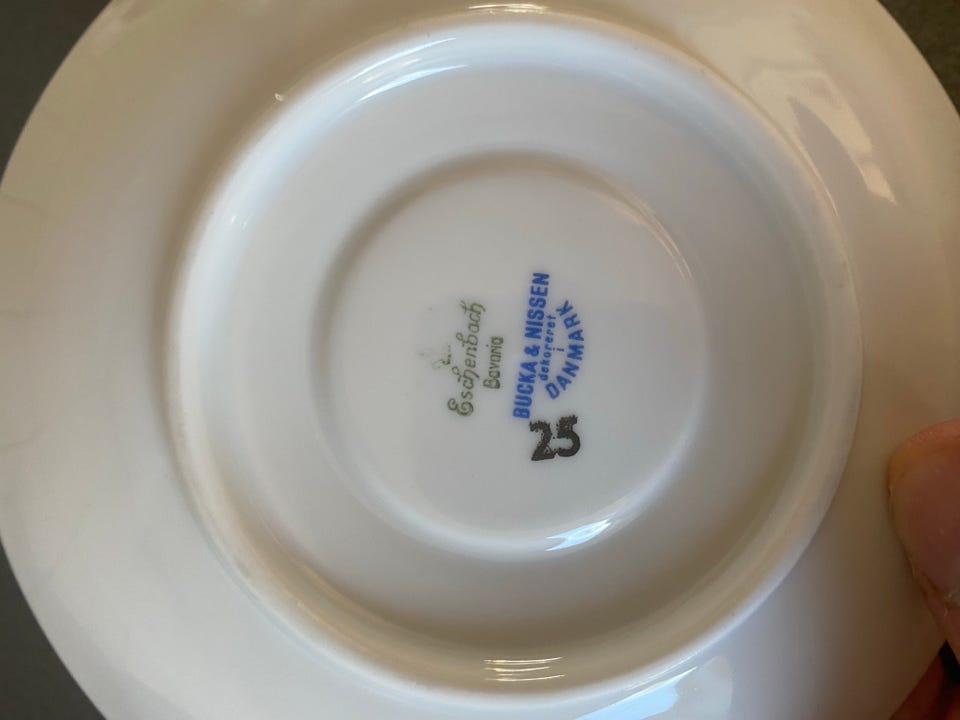 Eschenbach
Bavaria
BUCKA & NISSEN
dekoreret
i
DANMARK
25